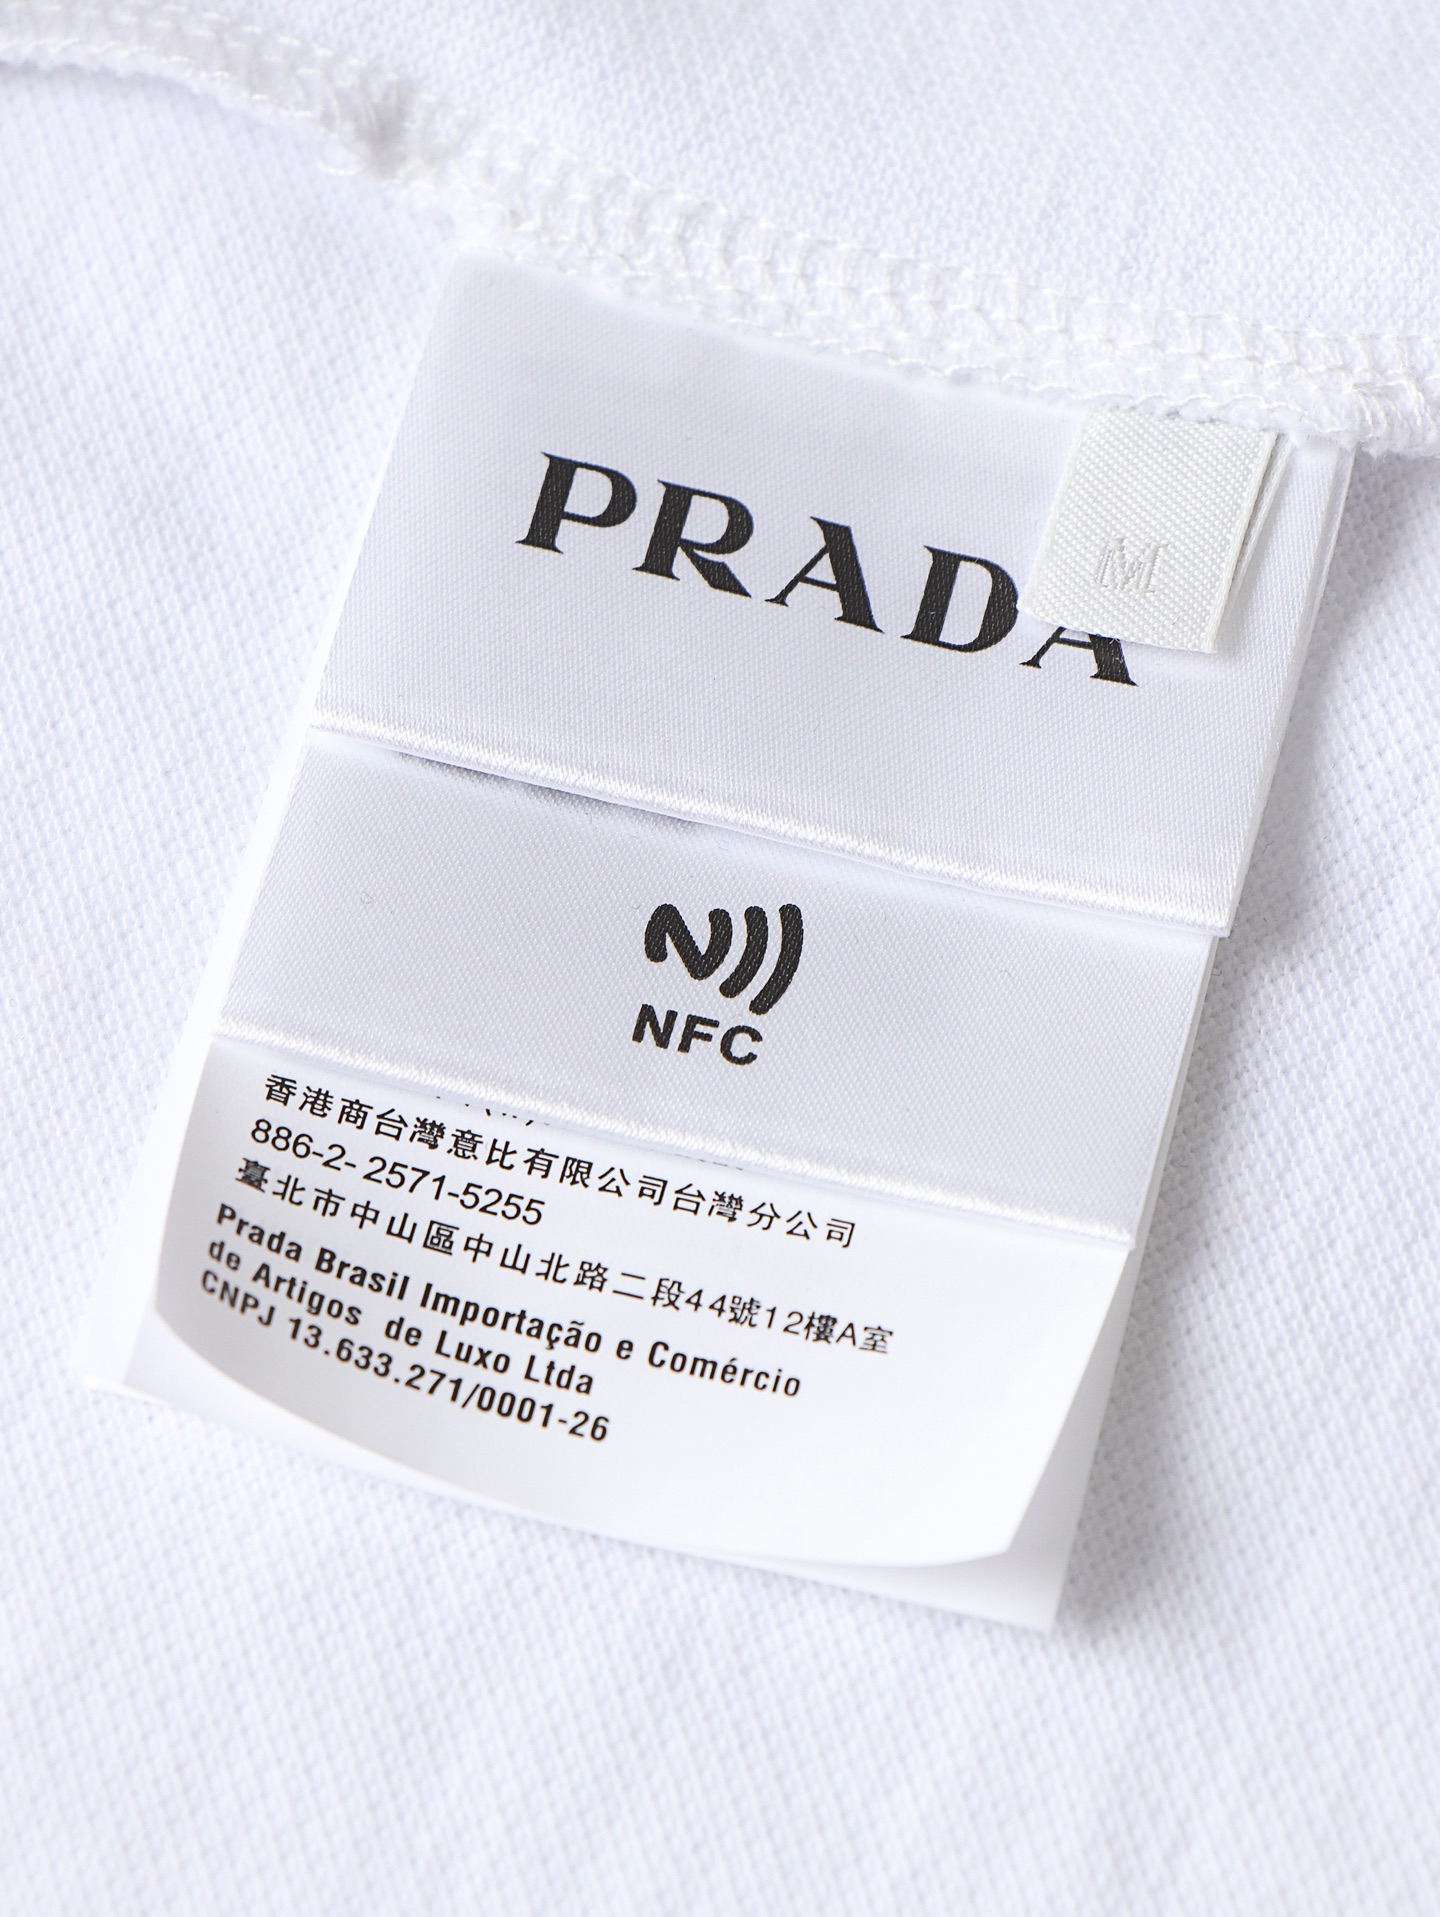 PRADA
M
NFC
香港商台灣意比有限公司台灣分公司
886-2- 2571-5255
臺北市中山區中山北路二段44號12樓A室
Prada Brasil Importação e Comércio
de Artigos de Luxo Ltda
CNPJ 13.633.271/0001-26